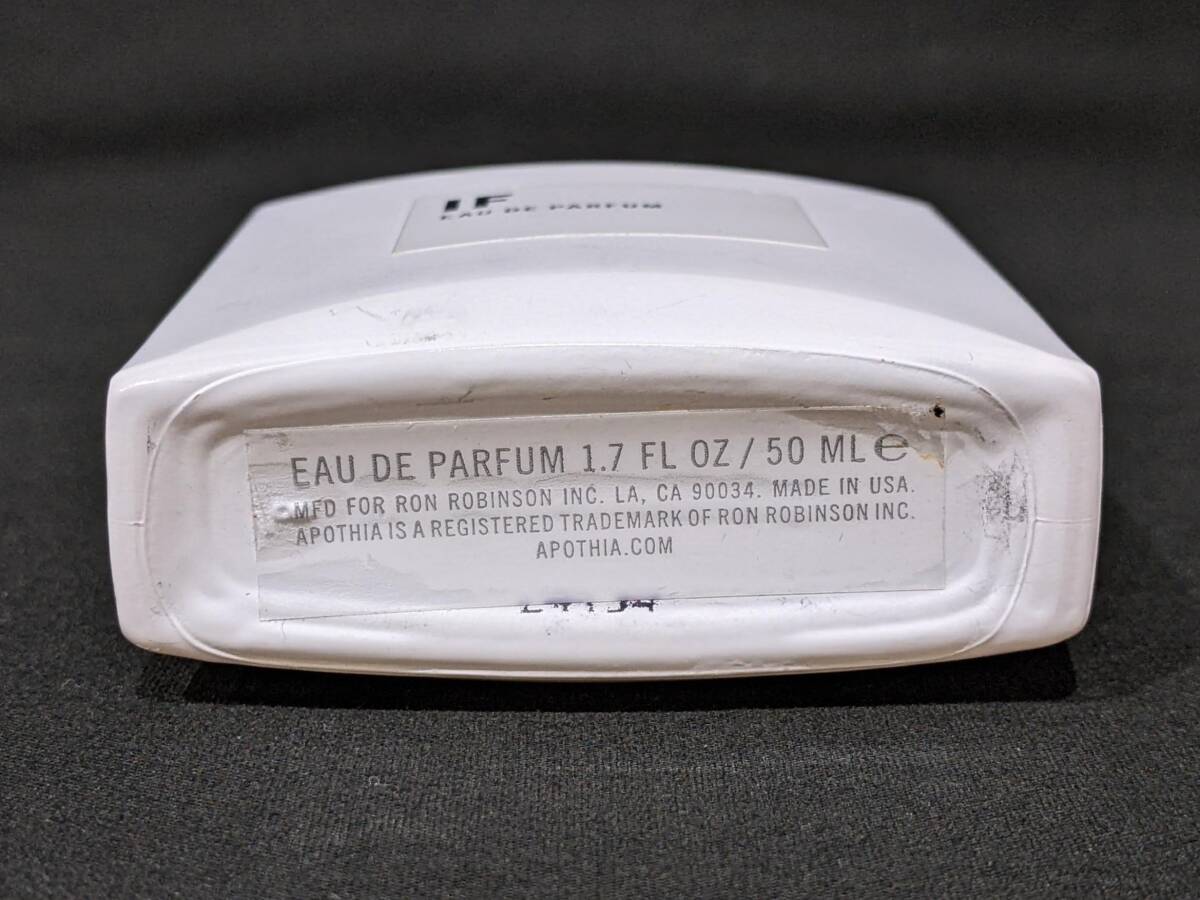 IF
EAU DE PARFUM
EAU DE PARFUM 1.7 FL OZ / 50 ML ℮
MFD FOR RON ROBINSON INC. LA, CA 90034. MADE IN USA.
APOTHIA IS A REGISTERED TRADEMARK OF RON ROBINSON INC.
APOTHIA.COM